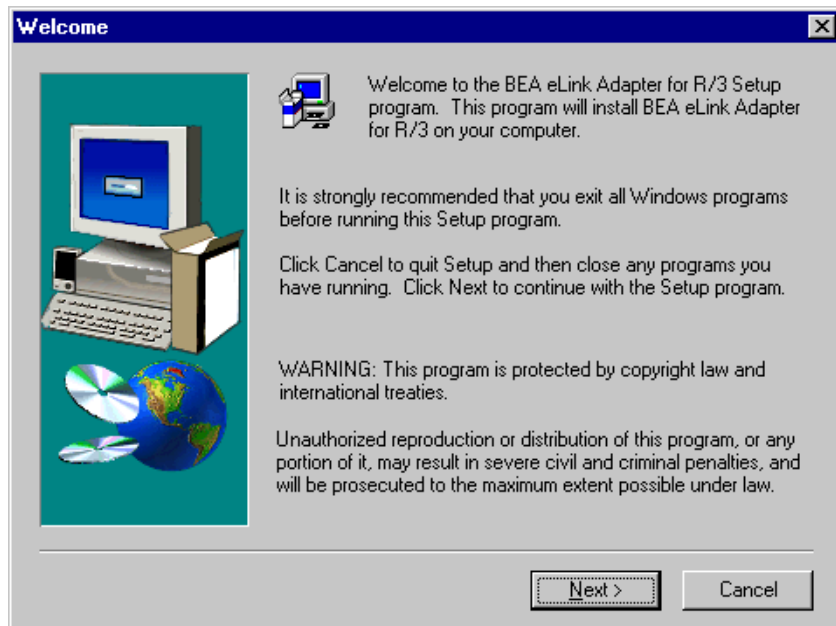 Welcome
Welcome to the BEA eLink Adapter for R/3 Setup
program. This program will install BEA eLink Adapter
for R/3 on your computer.
It is strongly recommended that you exit all Windows programs
before running this Setup program.
Click Cancel to quit Setup and then close any programs you
have running. Click Next to continue with the Setup program.
WARNING: This program is protected by copyright law and
international treaties.
Unauthorized reproduction or distribution of this program, or any
portion of it, may result in severe civil and criminal penalties, and
will be prosecuted to the maximum extent possible under law.
Next >
Cancel